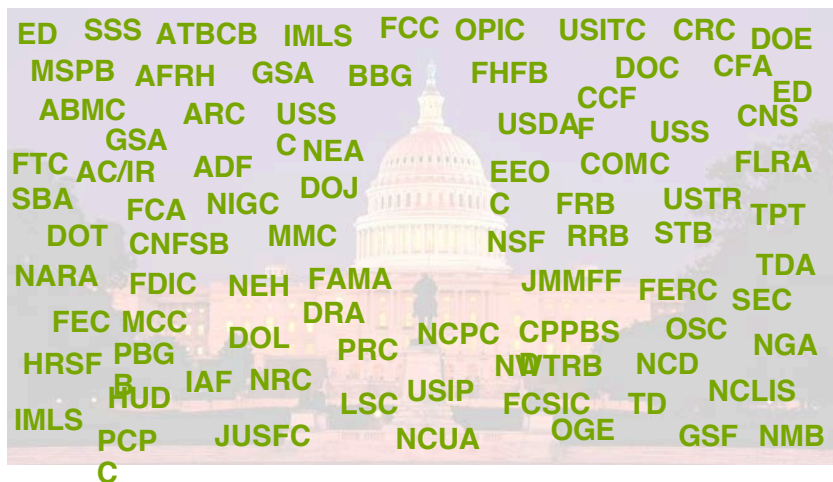 ED SSS ATBCB IMLS FCC OPIC USITC CRC DOE
MSPB AFRH GSA BBG FHFB DOC CFA
ABMC ARC USS
C
CCF
F
ED
GSA NEA USDA USS CNS
FTC AC/IR ADF DOJ EEO
C
COMC FLRA
SBA FCA NIGC FRB USTR TPT
DOT CNFSB MMC NSF RRB STB
NARA FDIC NEH FAMA JMMFF FERC TDA
SEC
FEC MCC DRA
DOL NCPC CPPBS
D
OSC NGA
HRSF PBG
B
PRC NWTRB NCD
HUD IAF NRC LSC USIP FCSIC TD NCLIS
IMLS PCP
C
JUSFC NCUA OGE GSF NMB